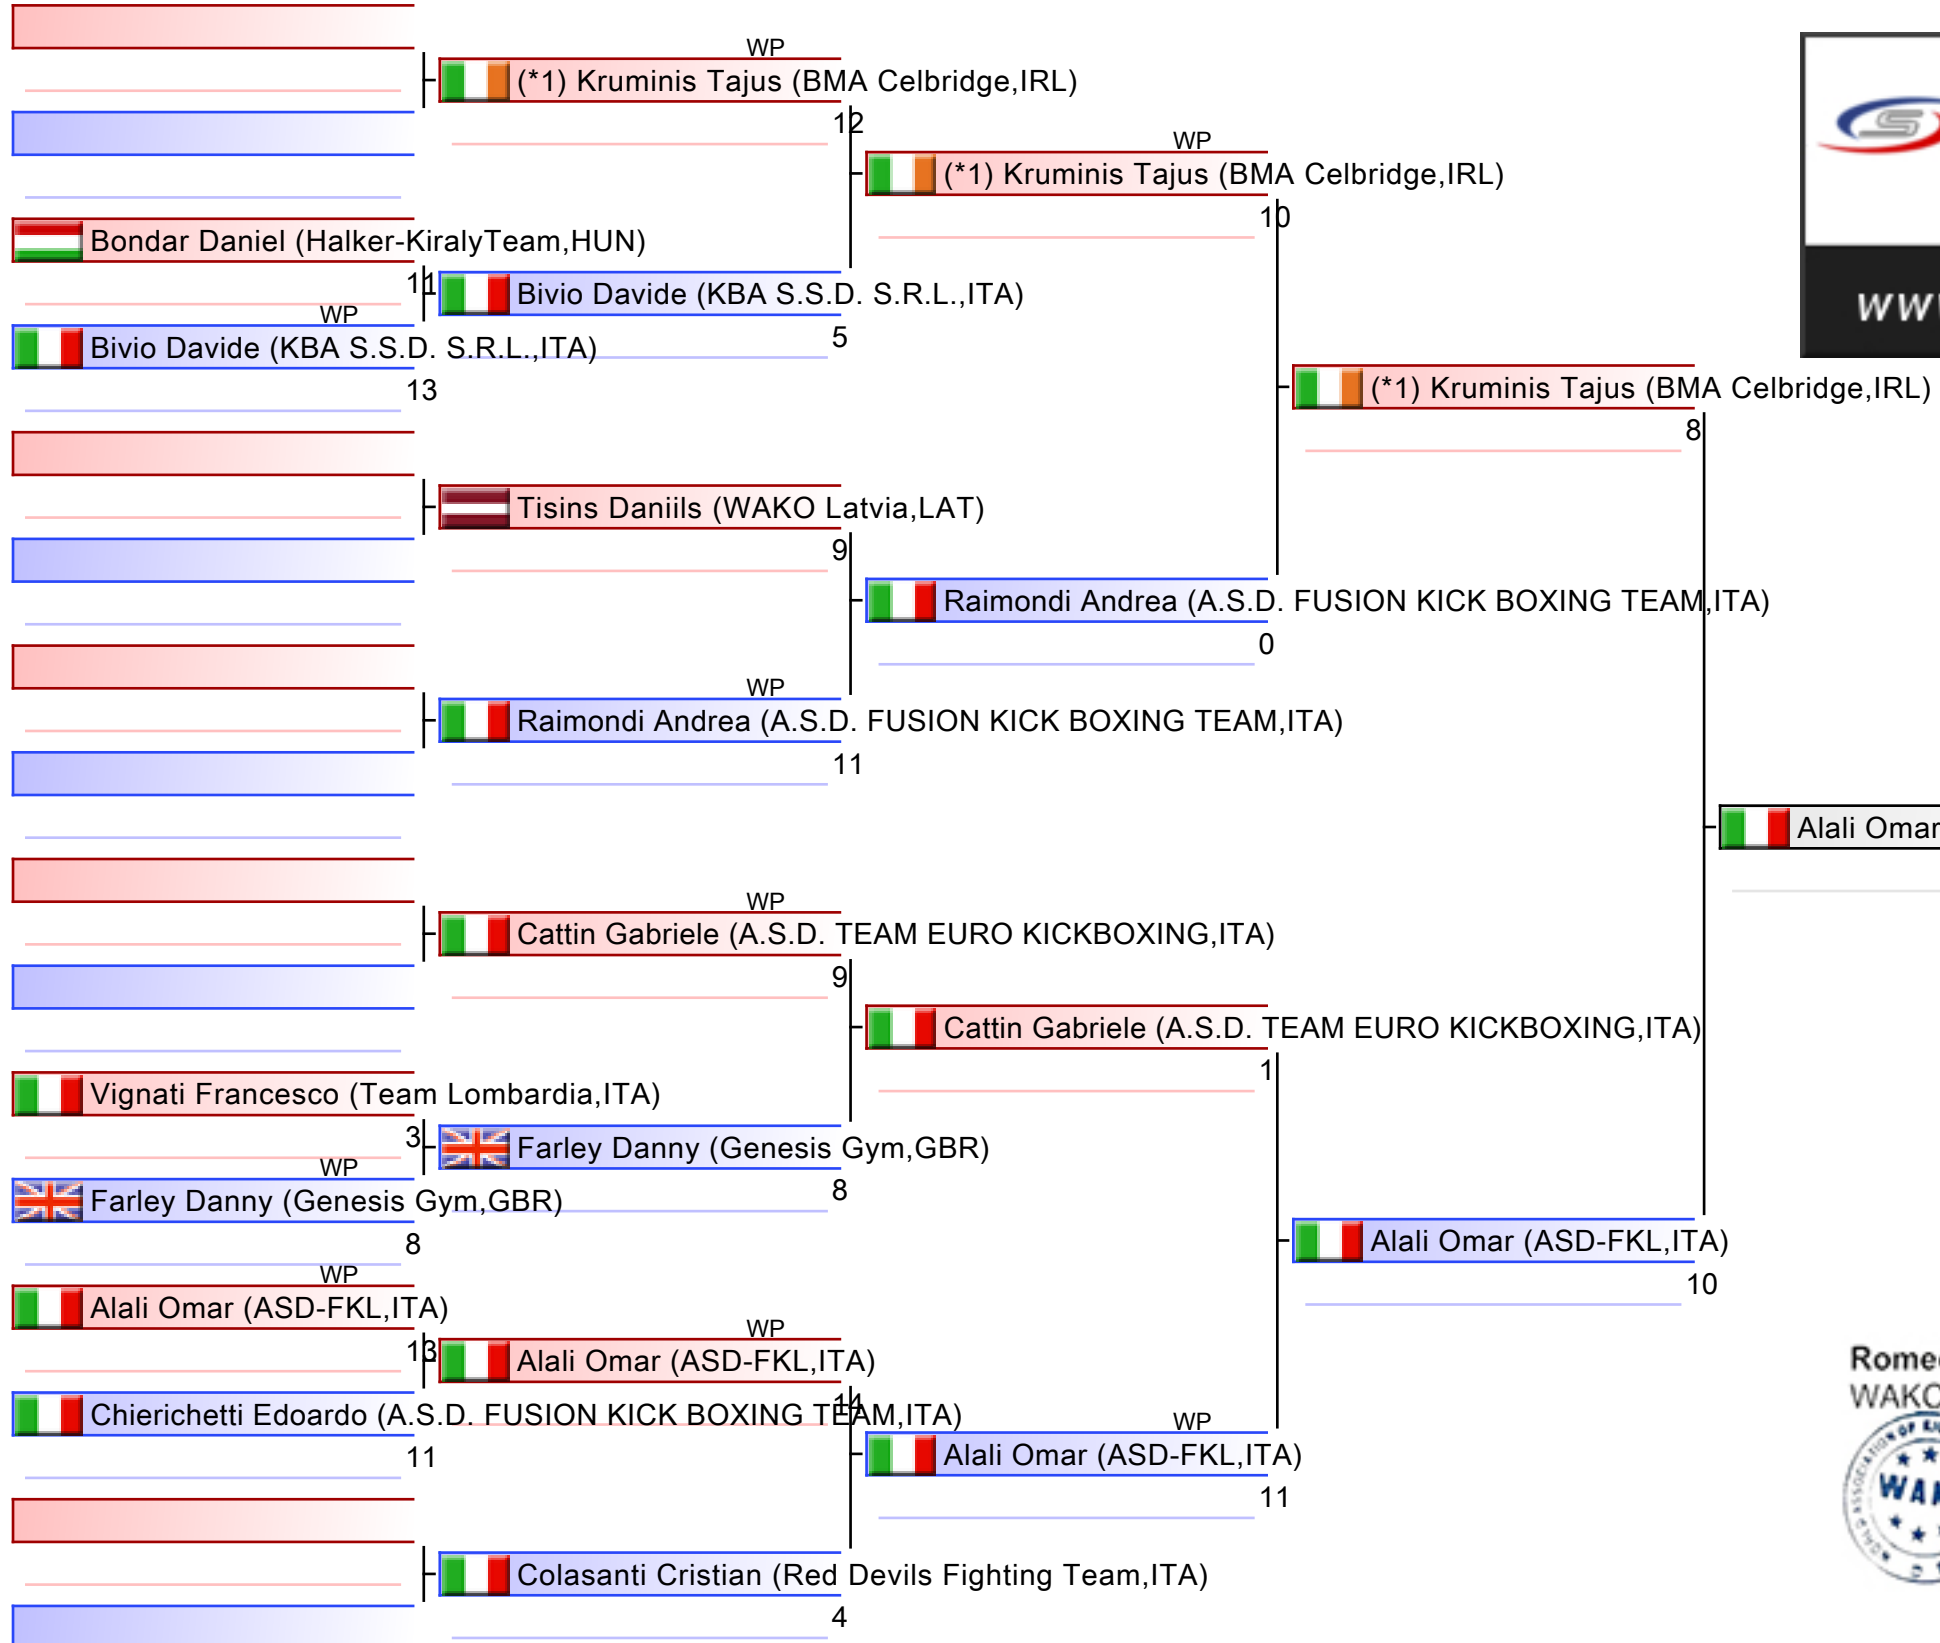 WP
(*1) Kruminis Tajus (BMA Celbridge,IRL)
12
WP
(*1) Kruminis Tajus (BMA Celbridge,IRL)
10
Bondar Daniel (Halker-KiralyTeam,HUN)
11
Bivio Davide (KBA S.S.D. S.R.L.,ITA)
5
WP
Bivio Davide (KBA S.S.D. S.R.L.,ITA)
13
(*1) Kruminis Tajus (BMA Celbridge,IRL)
8
Tisins Daniils (WAKO Latvia,LAT)
9
Raimondi Andrea (A.S.D. FUSION KICK BOXING TEAM,ITA)
0
WP
Raimondi Andrea (A.S.D. FUSION KICK BOXING TEAM,ITA)
11
Alali Omar
WP
Cattin Gabriele (A.S.D. TEAM EURO KICKBOXING,ITA)
9
Cattin Gabriele (A.S.D. TEAM EURO KICKBOXING,ITA)
1
Vignati Francesco (Team Lombardia,ITA)
3
Farley Danny (Genesis Gym,GBR)
8
WP
Farley Danny (Genesis Gym,GBR)
8
Alali Omar (ASD-FKL,ITA)
10
WP
Alali Omar (ASD-FKL,ITA)
13
WP
Alali Omar (ASD-FKL,ITA)
14
Chierichetti Edoardo (A.S.D. FUSION KICK BOXING TEAM,ITA)
11
WP
Alali Omar (ASD-FKL,ITA)
11
Colasanti Cristian (Red Devils Fighting Team,ITA)
4